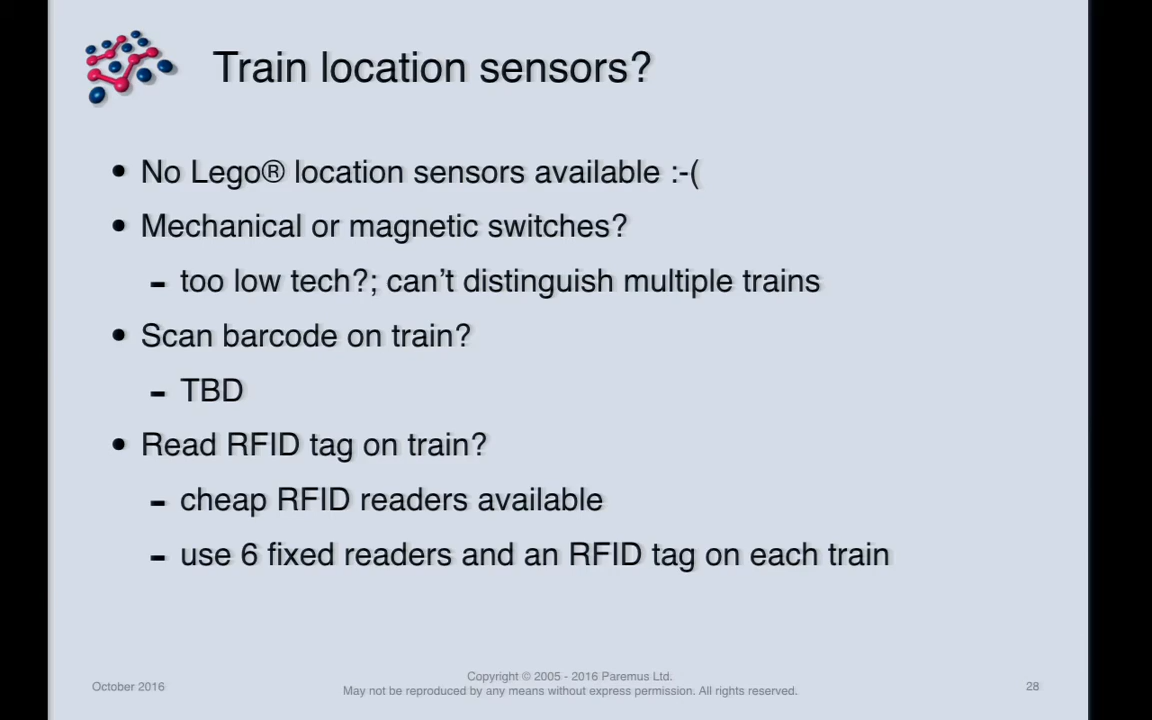 Train location sensors?
• No Lego® location sensors available :-(
• Mechanical or magnetic switches?
- too low tech?; can't distinguish multiple trains
• Scan barcode on train?
- TBD
• Read RFID tag on train?
- cheap RFID readers available
- use 6 fixed readers and an RFID tag on each train
October 2016
Copyright © 2005 - 2016 Paremus Ltd.
May not be reproduced by any means without express permission. All rights reserved.
28